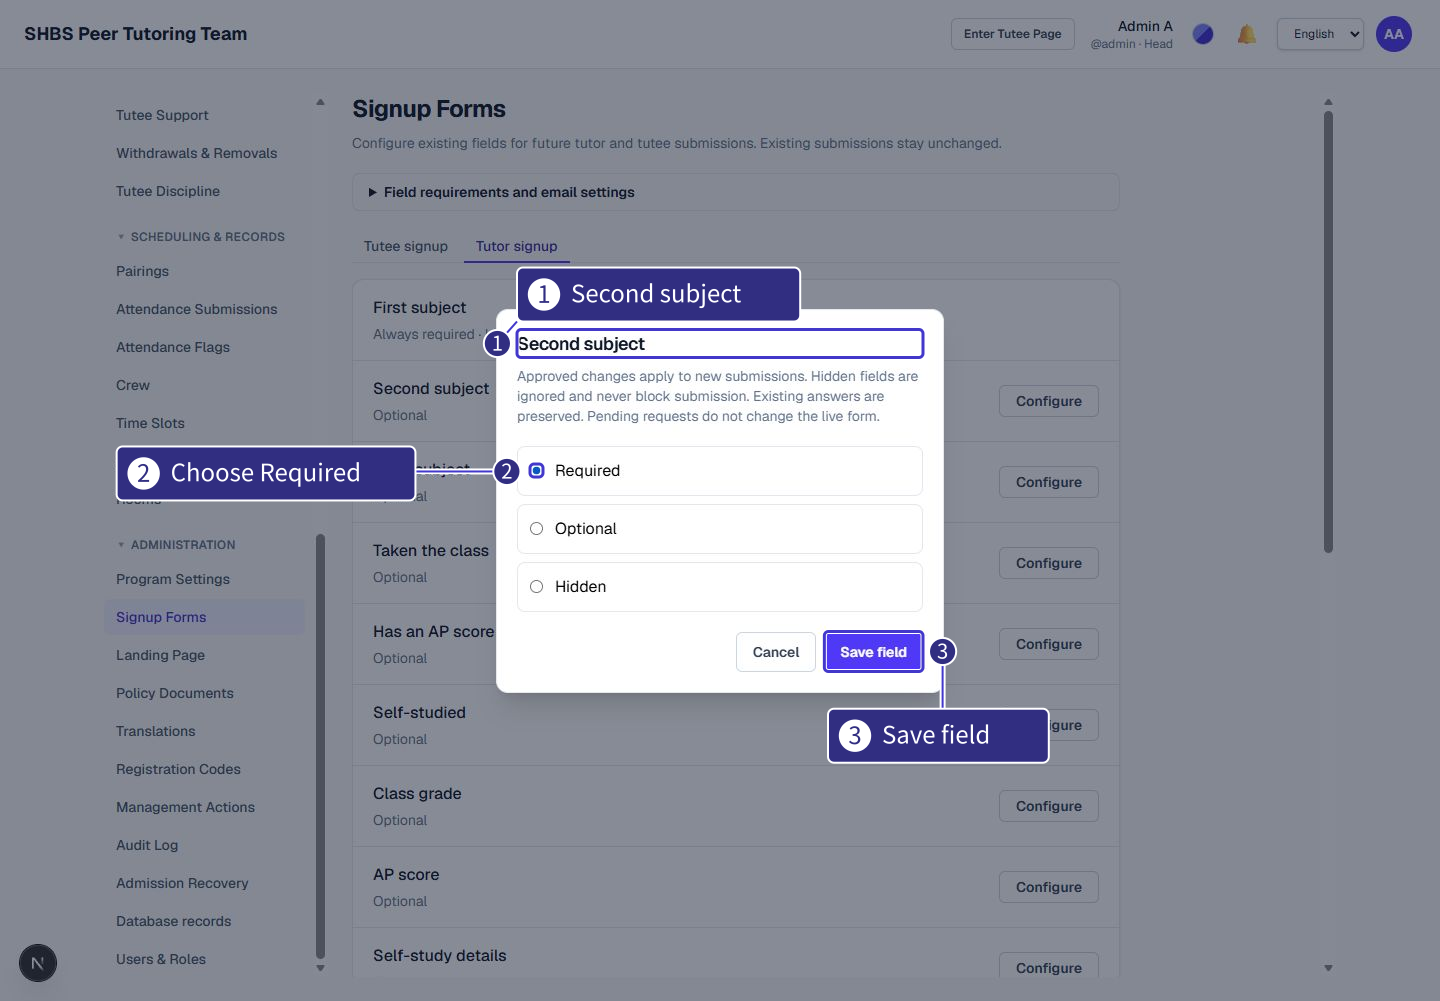 SHBS Peer Tutoring Team
Enter Tutee Page
Admin A
@admin · Head
English
AA
Tutee Support
Withdrawals & Removals
Tutee Discipline
SCHEDULING & RECORDS
Pairings
Attendance Submissions
Attendance Flags
Crew
Time Slots
ADMINISTRATION
Program Settings
Signup Forms
Landing Page
Policy Documents
Translations
Registration Codes
Management Actions
Audit Log
Admission Recovery
Database records
Users & Roles
N
Signup Forms
Configure existing fields for future tutor and tutee submissions. Existing submissions stay unchanged.
Field requirements and email settings
Tutee signup
Tutor signup
First subject
Always required ·
Second subject
Optional
Configure
Configure
Taken the class
Optional
Configure
Has an AP score
Optional
Configure
Self-studied
Optional
Class grade
Optional
Configure
AP score
Optional
Configure
Self-study details
Configure
1 Second subject
1
Second subject
Approved changes apply to new submissions. Hidden fields are
ignored and never block submission. Existing answers are
preserved. Pending requests do not change the live form.
2 Choose Required
2
Required
Optional
Hidden
Cancel
Save field
3
3 Save field